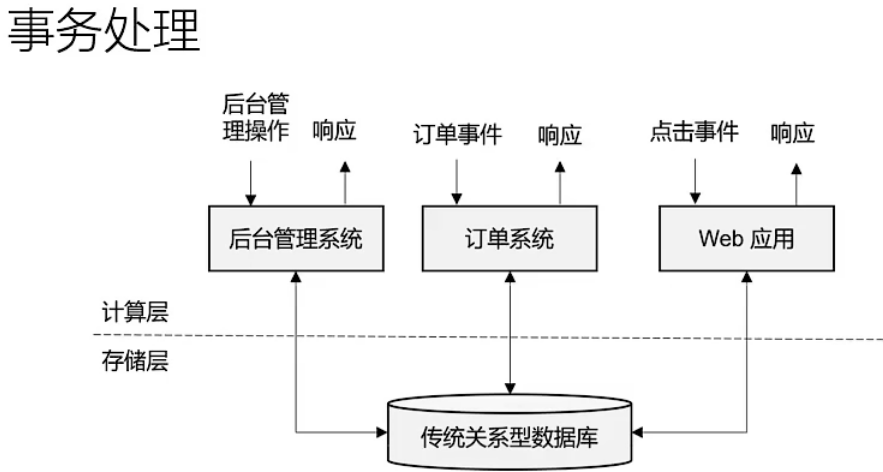 事务处理
后台管
理操作
响应
订单事件
响应
点击事件
响应
后台管理系统
订单系统
Web 应用
计算层
存储层
传统关系型数据库